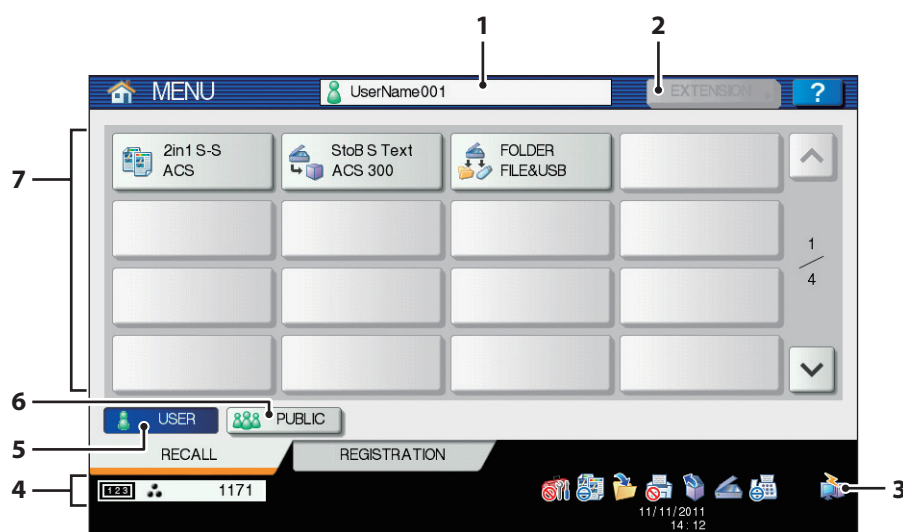 1
2
MENU
UserName001
EXTENSION
?
2in1 S-S
ACS
StoB S Text
ACS 300
FOLDER
FILE&USB
7
1
4
6
USER
PUBLIC
5
RECALL
REGISTRATION
4
123
1171
3
11/11/2011
14:12